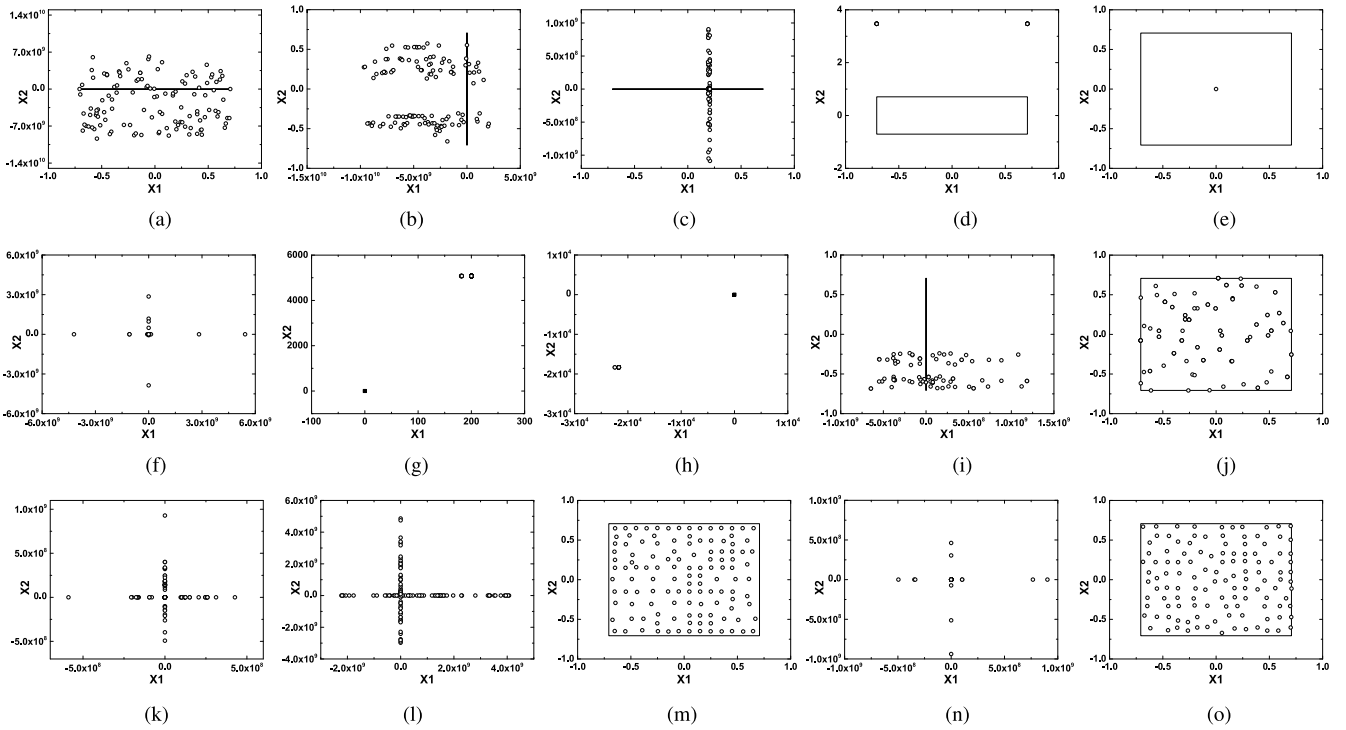 1.4x10¹⁰
7.0x10⁹
0.0
-7.0x10⁹
-1.4x10¹⁰
X2
-1.0 -0.5 0.0 0.5 1.0
X1
(a)
1.0
0.5
0.0
-0.5
-1.0
X2
-1.5x10¹⁰ -1.0x10¹⁰ -5.0x10⁹ 0.0 5.0x10⁹
X1
(b)
1.0x10⁹
5.0x10⁸
0.0
-5.0x10⁸
-1.0x10⁹
X2
-1.0 -0.5 0.0 0.5 1.0
X1
(c)
4
2
0
-2
X2
-1.0 -0.5 0.0 0.5 1.0
X1
(d)
1.0
0.5
0.0
-0.5
-1.0
X2
-1.0 -0.5 0.0 0.5 1.0
X1
(e)
6.0x10⁹
3.0x10⁹
0.0
-3.0x10⁹
-6.0x10⁹
X2
-6.0x10⁹ -3.0x10⁹ 0.0 3.0x10⁹ 6.0x10⁹
X1
(f)
6000
4000
2000
0
X2
-100 0 100 200 300
X1
(g)
1x10⁴
0
-1x10⁴
-2x10⁴
-3x10⁴
X2
-3x10⁴ -2x10⁴ -1x10⁴ 0 1x10⁴
X1
(h)
1.0
0.5
0.0
-0.5
-1.0
X2
-1.0x10⁹ -5.0x10⁸ 0.0 5.0x10⁸ 1.0x10⁹ 1.5x10⁹
X1
(i)
1.0
0.5
0.0
-0.5
-1.0
X2
-1.0 -0.5 0.0 0.5 1.0
X1
(j)
1.0x10⁹
5.0x10⁸
0.0
-5.0x10⁸
X2
-5.0x10⁸ 0.0 5.0x10⁸
X1
(k)
6.0x10⁹
4.0x10⁹
2.0x10⁹
0.0
-2.0x10⁹
-4.0x10⁹
X2
-2.0x10⁹ 0.0 2.0x10⁹ 4.0x10⁹
X1
(l)
1.0
0.5
0.0
-0.5
-1.0
X2
-1.0 -0.5 0.0 0.5 1.0
X1
(m)
1.0x10⁹
5.0x10⁸
0.0
-5.0x10⁸
-1.0x10⁹
X2
-1.0x10⁹ -5.0x10⁸ 0.0 5.0x10⁸ 1.0x10⁹
X1
(n)
1.0
0.5
0.0
-0.5
-1.0
X2
-1.0 -0.5 0.0 0.5 1.0
X1
(o)